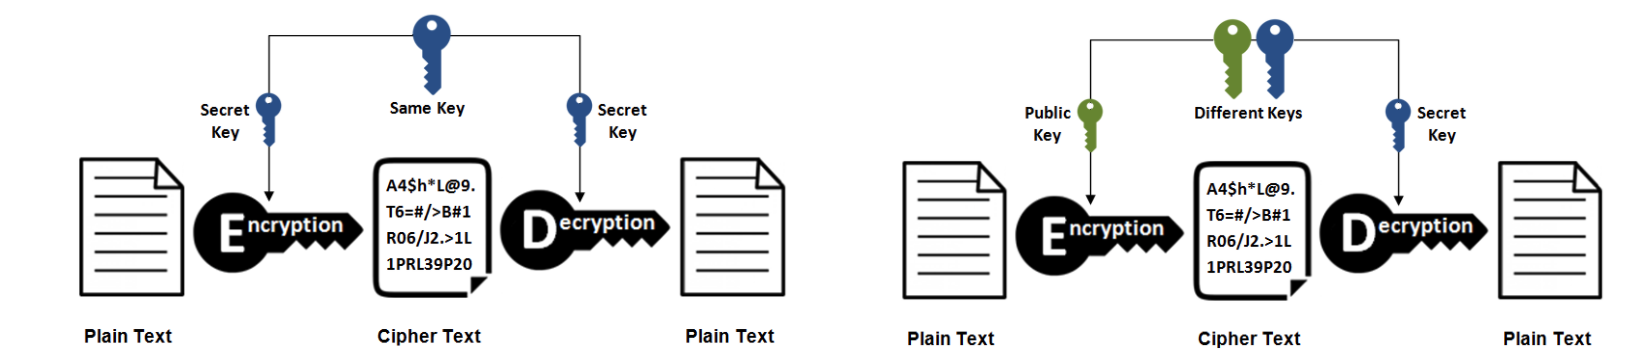 Secret
Key
Same Key
Secret
Key
Encryption
A4$h*L@9.
T6=#/>B#1
R06/J2.>1L
1PRL39P20
Decryption
Plain Text
Cipher Text
Plain Text
Public
Key
Different Keys
Secret
Key
Encryption
A4$h*L@9.
T6=#/>B#1
R06/J2.>1L
1PRL39P20
Decryption
Plain Text
Cipher Text
Plain Text